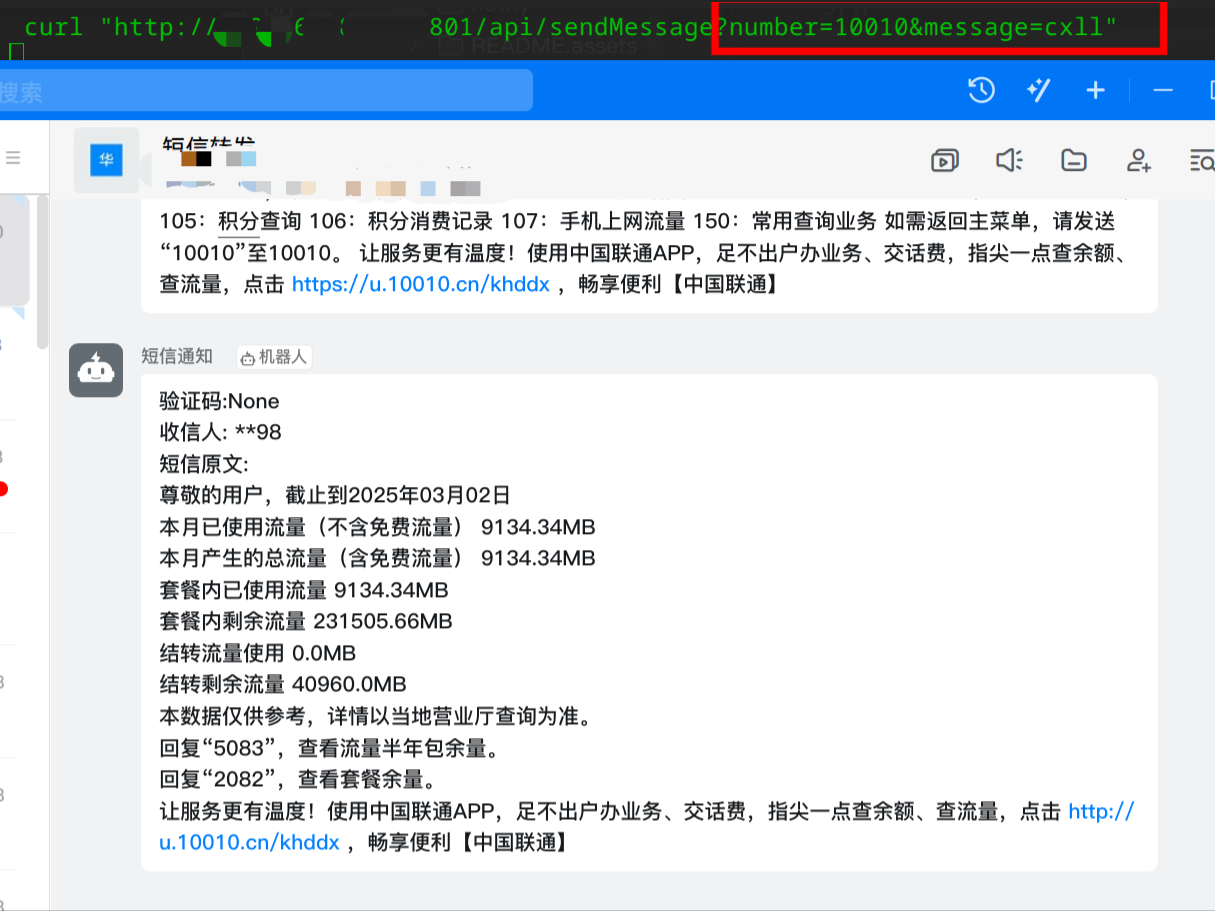 curl "http://
801/api/sendMessage?number=10010&message=cxll"
README.assets
搜索
华
短信转发
105：积分查询 106：积分消费记录 107：手机上网流量 150：常用查询业务 如需返回主菜单，请发送
“10010”至10010。 让服务更有温度！使用中国联通APP，足不出户办业务、交话费，指尖一点查余额、
查流量，点击 https://u.10010.cn/khddx ，畅享便利【中国联通】
短信通知 机器人
验证码:None
收信人: **98
短信原文:
尊敬的用户，截止到2025年03月02日
本月已使用流量（不含免费流量） 9134.34MB
本月产生的总流量（含免费流量） 9134.34MB
套餐内已使用流量 9134.34MB
套餐内剩余流量 231505.66MB
结转流量使用 0.0MB
结转剩余流量 40960.0MB
本数据仅供参考，详情以当地营业厅查询为准。
回复“5083”，查看流量半年包余量。
回复“2082”，查看套餐余量。
让服务更有温度！使用中国联通APP，足不出户办业务、交话费，指尖一点查余额、查流量，点击 http://
u.10010.cn/khddx ，畅享便利【中国联通】